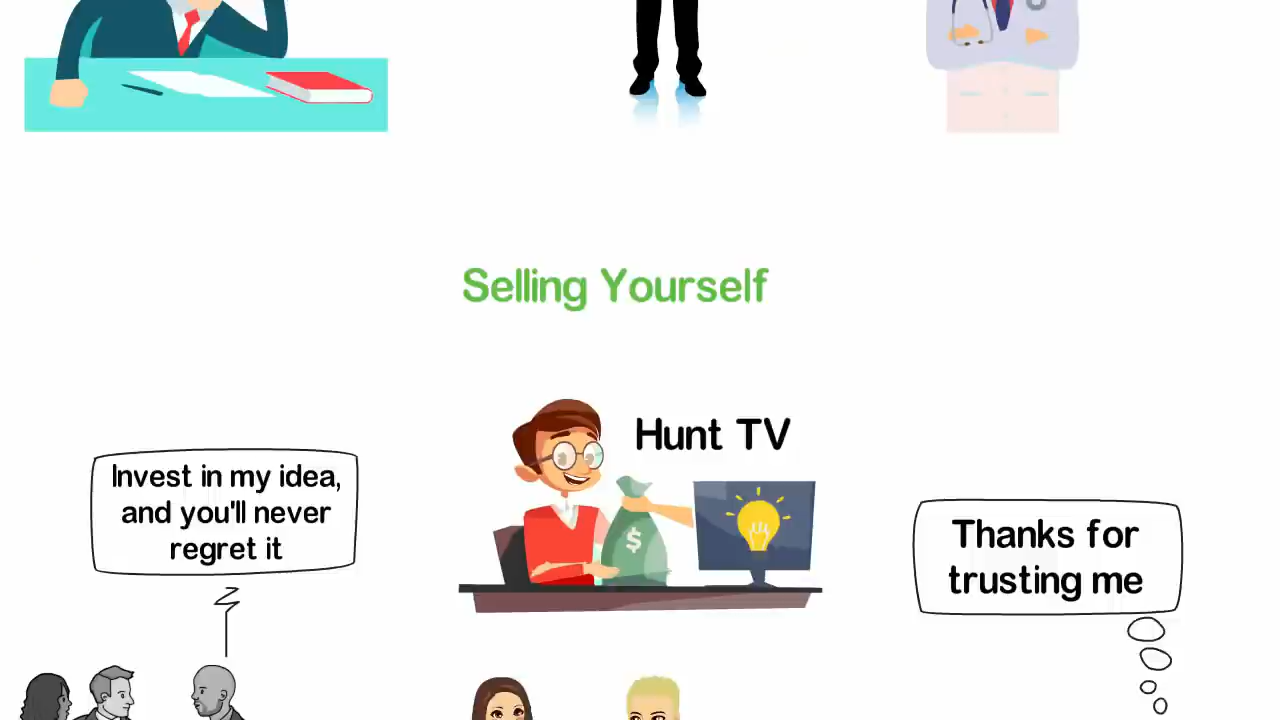 Selling Yourself
Hunt TV
Invest in my idea,
and you'll never
regret it
$
Thanks for
trusting me